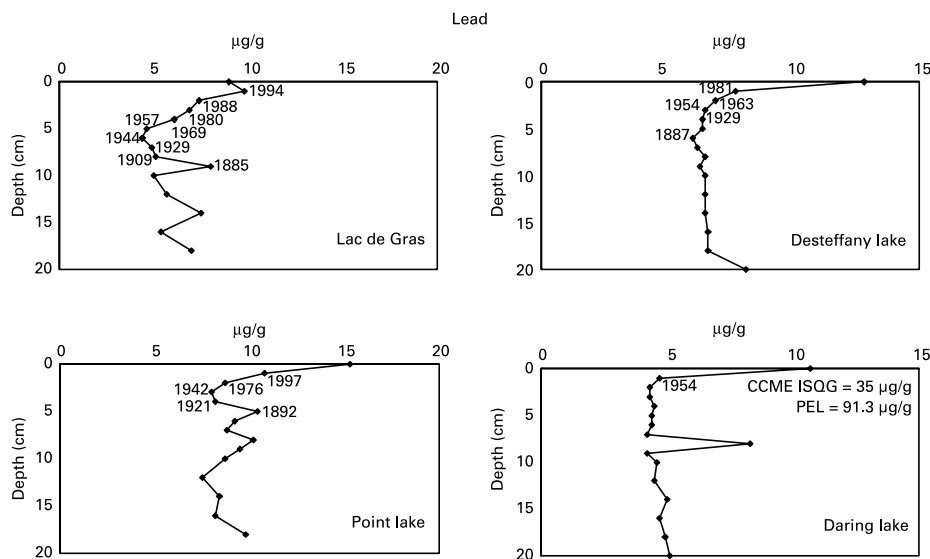 Lead
µg/g
0 5 10 15 20
0
5
10
15
20
Depth (cm)
1994
1988
1980
1969
1957
1944
1929
1909
1885
Lac de Gras
µg/g
0 5 10 15
0
5
10
15
20
Depth (cm)
1981
1963
1954
1929
1887
Desteffany lake
µg/g
0 5 10 15 20
0
5
10
15
20
Depth (cm)
1997
1976
1942
1921
1892
Point lake
µg/g
0 5 10 15
0
5
10
15
20
Depth (cm)
1954
CCME ISQG = 35 µg/g
PEL = 91.3 µg/g
Daring lake